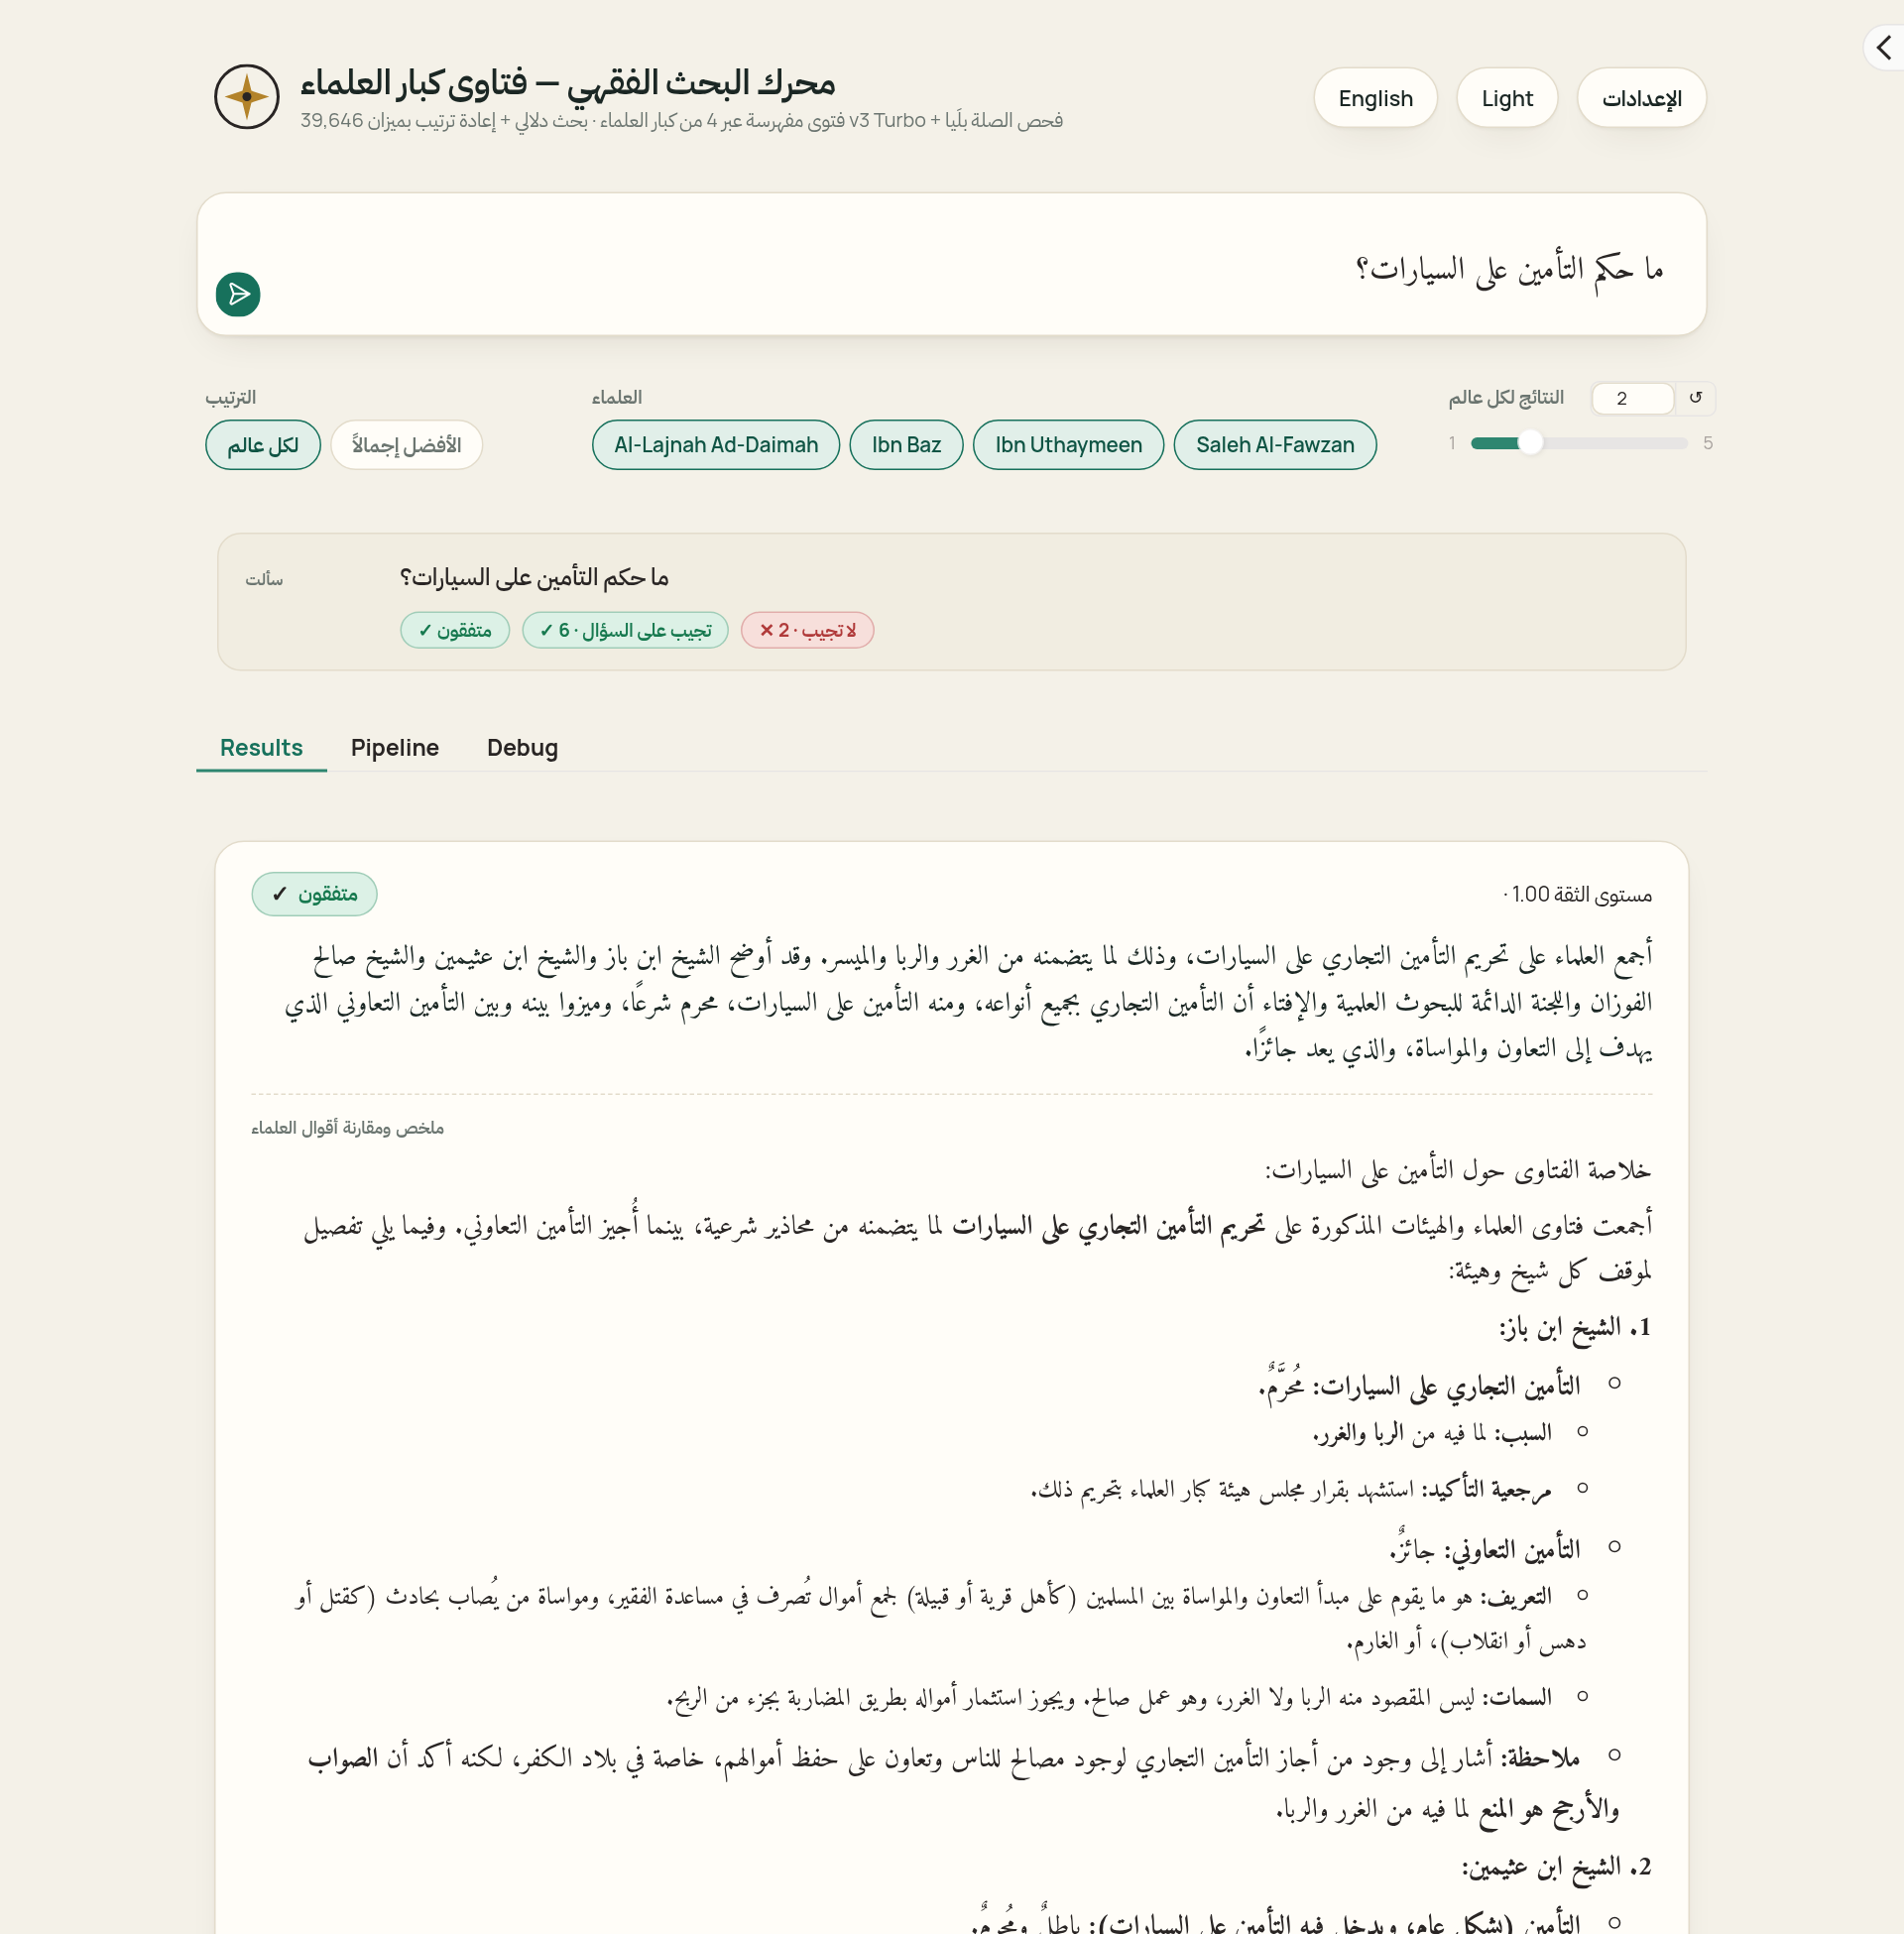 محرك البحث الفقهي — فتاوى كبار العلماء
39,646 فتوى مفهرسة عبر 4 من كبار العلماء · بحث دلالي + إعادة ترتيب بميزان v3 Turbo + فحص الصلة بلَيا
English
Light
الإعدادات
ما حكم التأمين على السيارات؟
الترتيب
لكل عالم
الأفضل إجمالاً
العلماء
Al-Lajnah Ad-Daimah
Ibn Baz
Ibn Uthaymeen
Saleh Al-Fawzan
النتائج لكل عالم
2
↺
1
5
سألت
ما حكم التأمين على السيارات؟
متفقون ✓
تجيب على السؤال · 6 ✓
لا تجيب · 2 ✕
Results
Pipeline
Debug
✓ متفقون
مستوى الثقة 1.00 ·
أجمع العلماء على تحريم التأمين التجاري على السيارات، وذلك لما يتضمنه من الغرر والربا والميسر. وقد أوضح الشيخ ابن باز والشيخ ابن عثيمين والشيخ صالح
الفوزان واللجنة الدائمة للبحوث العلمية والإفتاء أن التأمين التجاري بجميع أنواعه، ومنه التأمين على السيارات، محرم شرعًا، وميزوا بينه وبين التأمين التعاوني الذي
يهدف إلى التعاون والمواساة، والذي يعد جائزًا.
ملخص ومقارنة أقوال العلماء
خلاصة الفتاوى حول التأمين على السيارات:
أجمعت فتاوى العلماء والهيئات المذكورة على تحريم التأمين التجاري على السيارات لما يتضمنه من محاذير شرعية، بينما أُجيز التأمين التعاوني. وفيما يلي تفصيل
لموقف كل شيخ وهيئة:
1. الشيخ ابن باز:
التأمين التجاري على السيارات: مُحرَّمٌ.
السبب: لما فيه من الربا والغرر.
مرجعية التأكيد: استشهد بقرار مجلس هيئة كبار العلماء بتحريم ذلك.
التأمين التعاوني: جائزٌ.
التعريف: هو ما يقوم على مبدأ التعاون والمواساة بين المسلمين (كأهل قرية أو قبيلة) لجمع أموال تُصرف في مساعدة الفقير، ومواساة من يُصاب بحادث (كقتل أو
دهس أو انقلاب)، أو الغارم.
السمات: ليس المقصود منه الربا ولا الغرر، وهو عمل صالح. ويجوز استثمار أمواله بطريق المضاربة بجزء من الربح.
ملاحظة: أشار إلى وجود من أجاز التأمين التجاري لوجود مصالح للناس وتعاون على حفظ أموالهم، خاصة في بلاد الكفر، لكنه أكد أن الصواب
والأرجح هو المنع لما فيه من الغرر والربا.
2. الشيخ ابن عثيمين:
التأمين (بشكل عام، ويدخل فيه التأمين على السيارات): باطلٌ ومُحرمٌ.